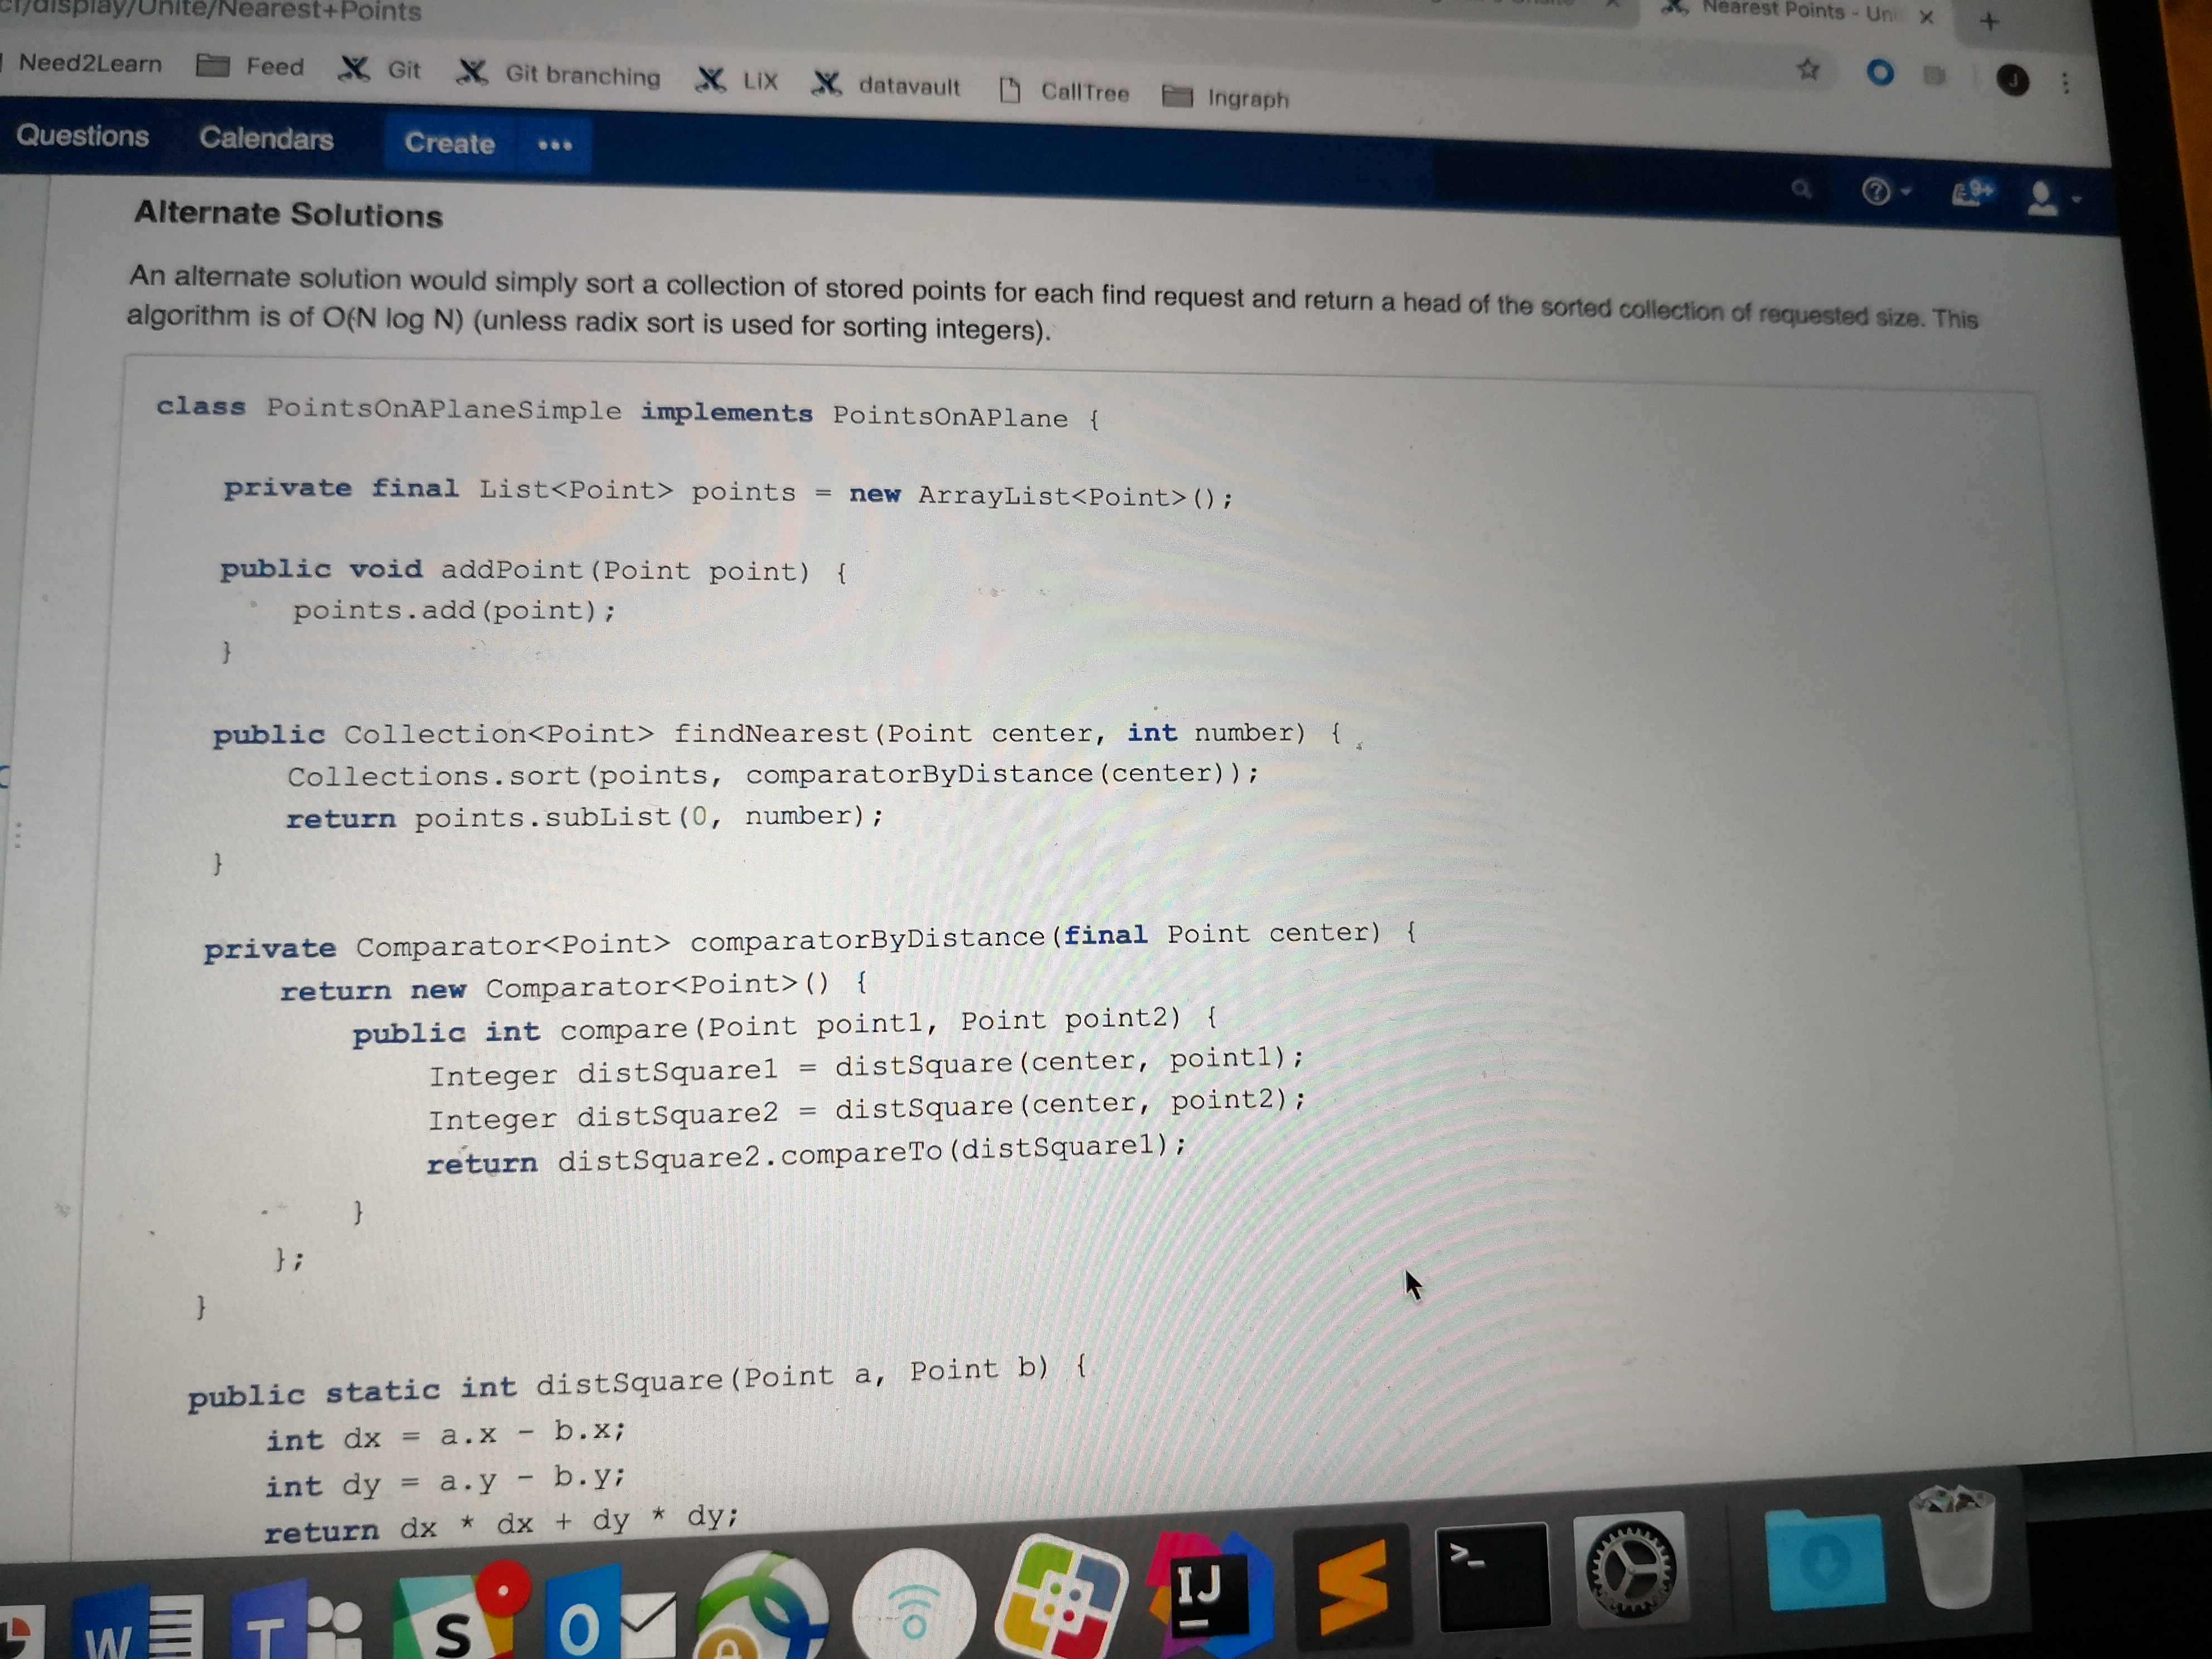 /display/Unite/Nearest+Points
Nearest Points - Uni
Need2Learn Feed Git Git branching LiX datavault CallTree Ingraph
J
Questions Calendars Create
9+
Alternate Solutions
An alternate solution would simply sort a collection of stored points for each find request and return a head of the sorted collection of requested size. This
algorithm is of O(N log N) (unless radix sort is used for sorting integers).
class PointsOnAPlaneSimple implements PointsOnAPlane {
private final List<Point> points = new ArrayList<Point>();
public void addPoint(Point point) {
points.add(point);
}
public Collection<Point> findNearest(Point center, int number) {
Collections.sort(points, comparatorByDistance(center));
return points.subList(0, number);
}
private Comparator<Point> comparatorByDistance(final Point center) {
return new Comparator<Point>() {
public int compare(Point point1, Point point2) {
Integer distSquare1 = distSquare(center, point1);
Integer distSquare2 = distSquare(center, point2);
return distSquare2.compareTo(distSquare1);
}
};
}
public static int distSquare(Point a, Point b) {
int dx = a.x - b.x;
int dy = a.y - b.y;
return dx * dx + dy * dy;
W T S O IJ >_